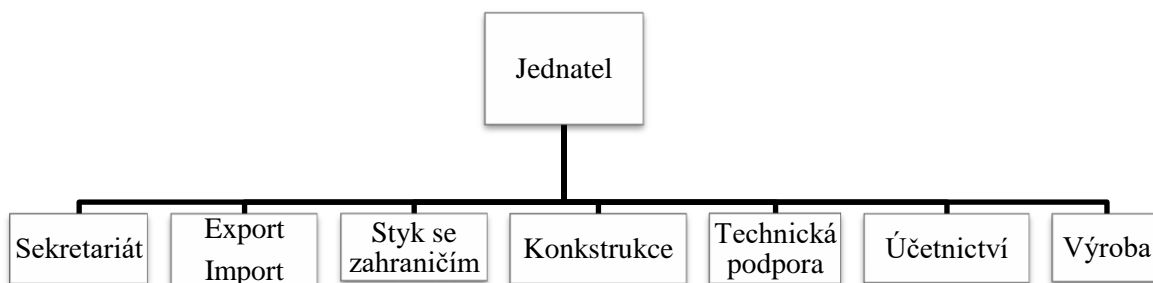 Jednatel
Sekretariát
Export
Import
Styk se
zahraničím
Konkstrukce
Technická
podpora
Účetnictví
Výroba